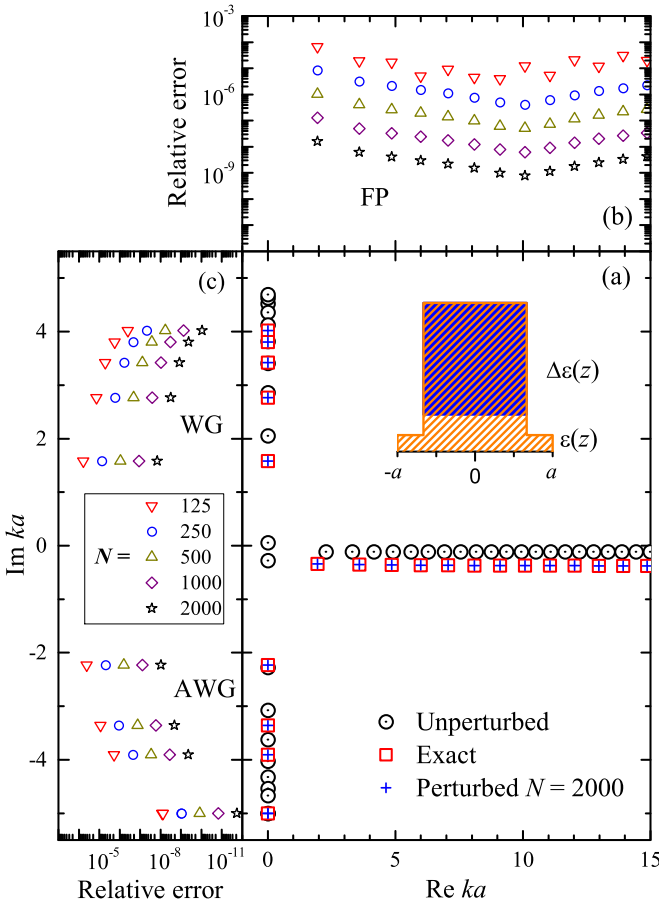 10-3
10-6
10-9
Relative error
FP
(b)
(c)
(a)
4
2
0
-2
-4
Im ka
WG
AWG
N =
125
250
500
1000
2000
Δε(z)
ε(z)
-a
0
a
Unperturbed
Exact
Perturbed N = 2000
10-5
10-8
10-11
Relative error
0
5
10
15
Re ka